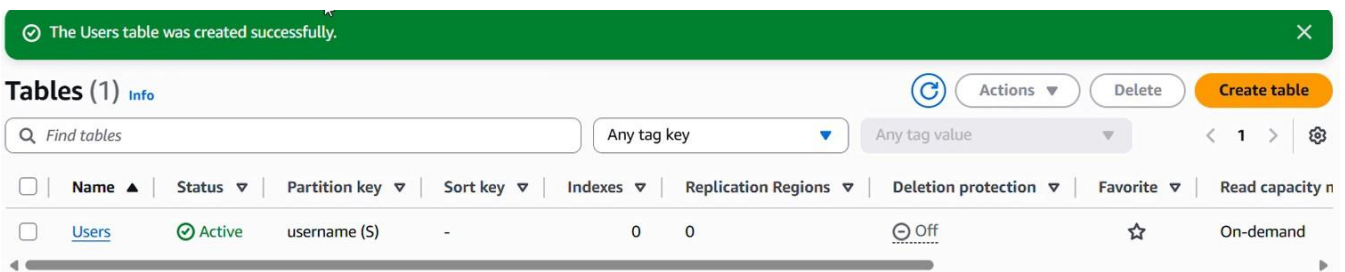 The Users table was created successfully.
Tables (1) Info
Actions
Delete
Create table
Find tables
Any tag key
Any tag value
1
Name
Status
Partition key
Sort key
Indexes
Replication Regions
Deletion protection
Favorite
Read capacity m
Users
Active
username (S)
-
0
0
Off
On-demand